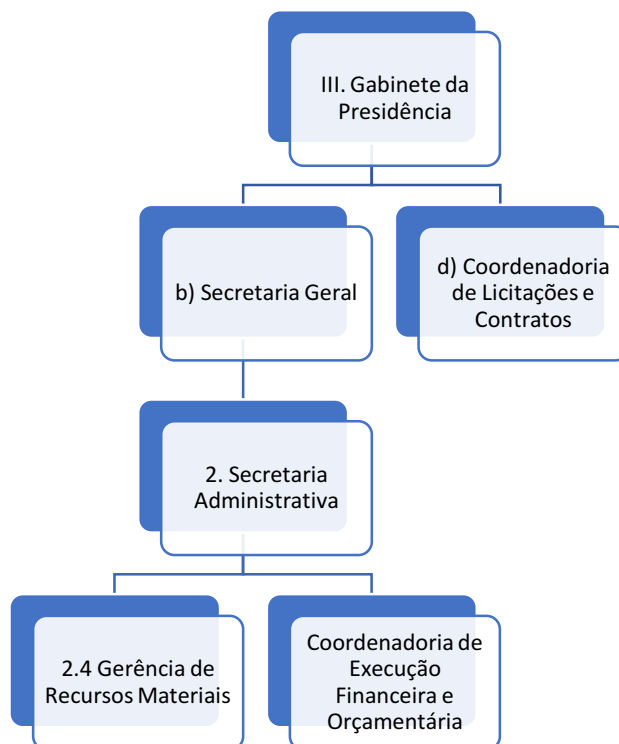 III. Gabinete da
Presidência
b) Secretaria Geral
d) Coordenadoria
de Licitações e
Contratos
2. Secretaria
Administrativa
2.4 Gerência de
Recursos Materiais
Coordenadoria de
Execução
Financeira e
Orçamentária